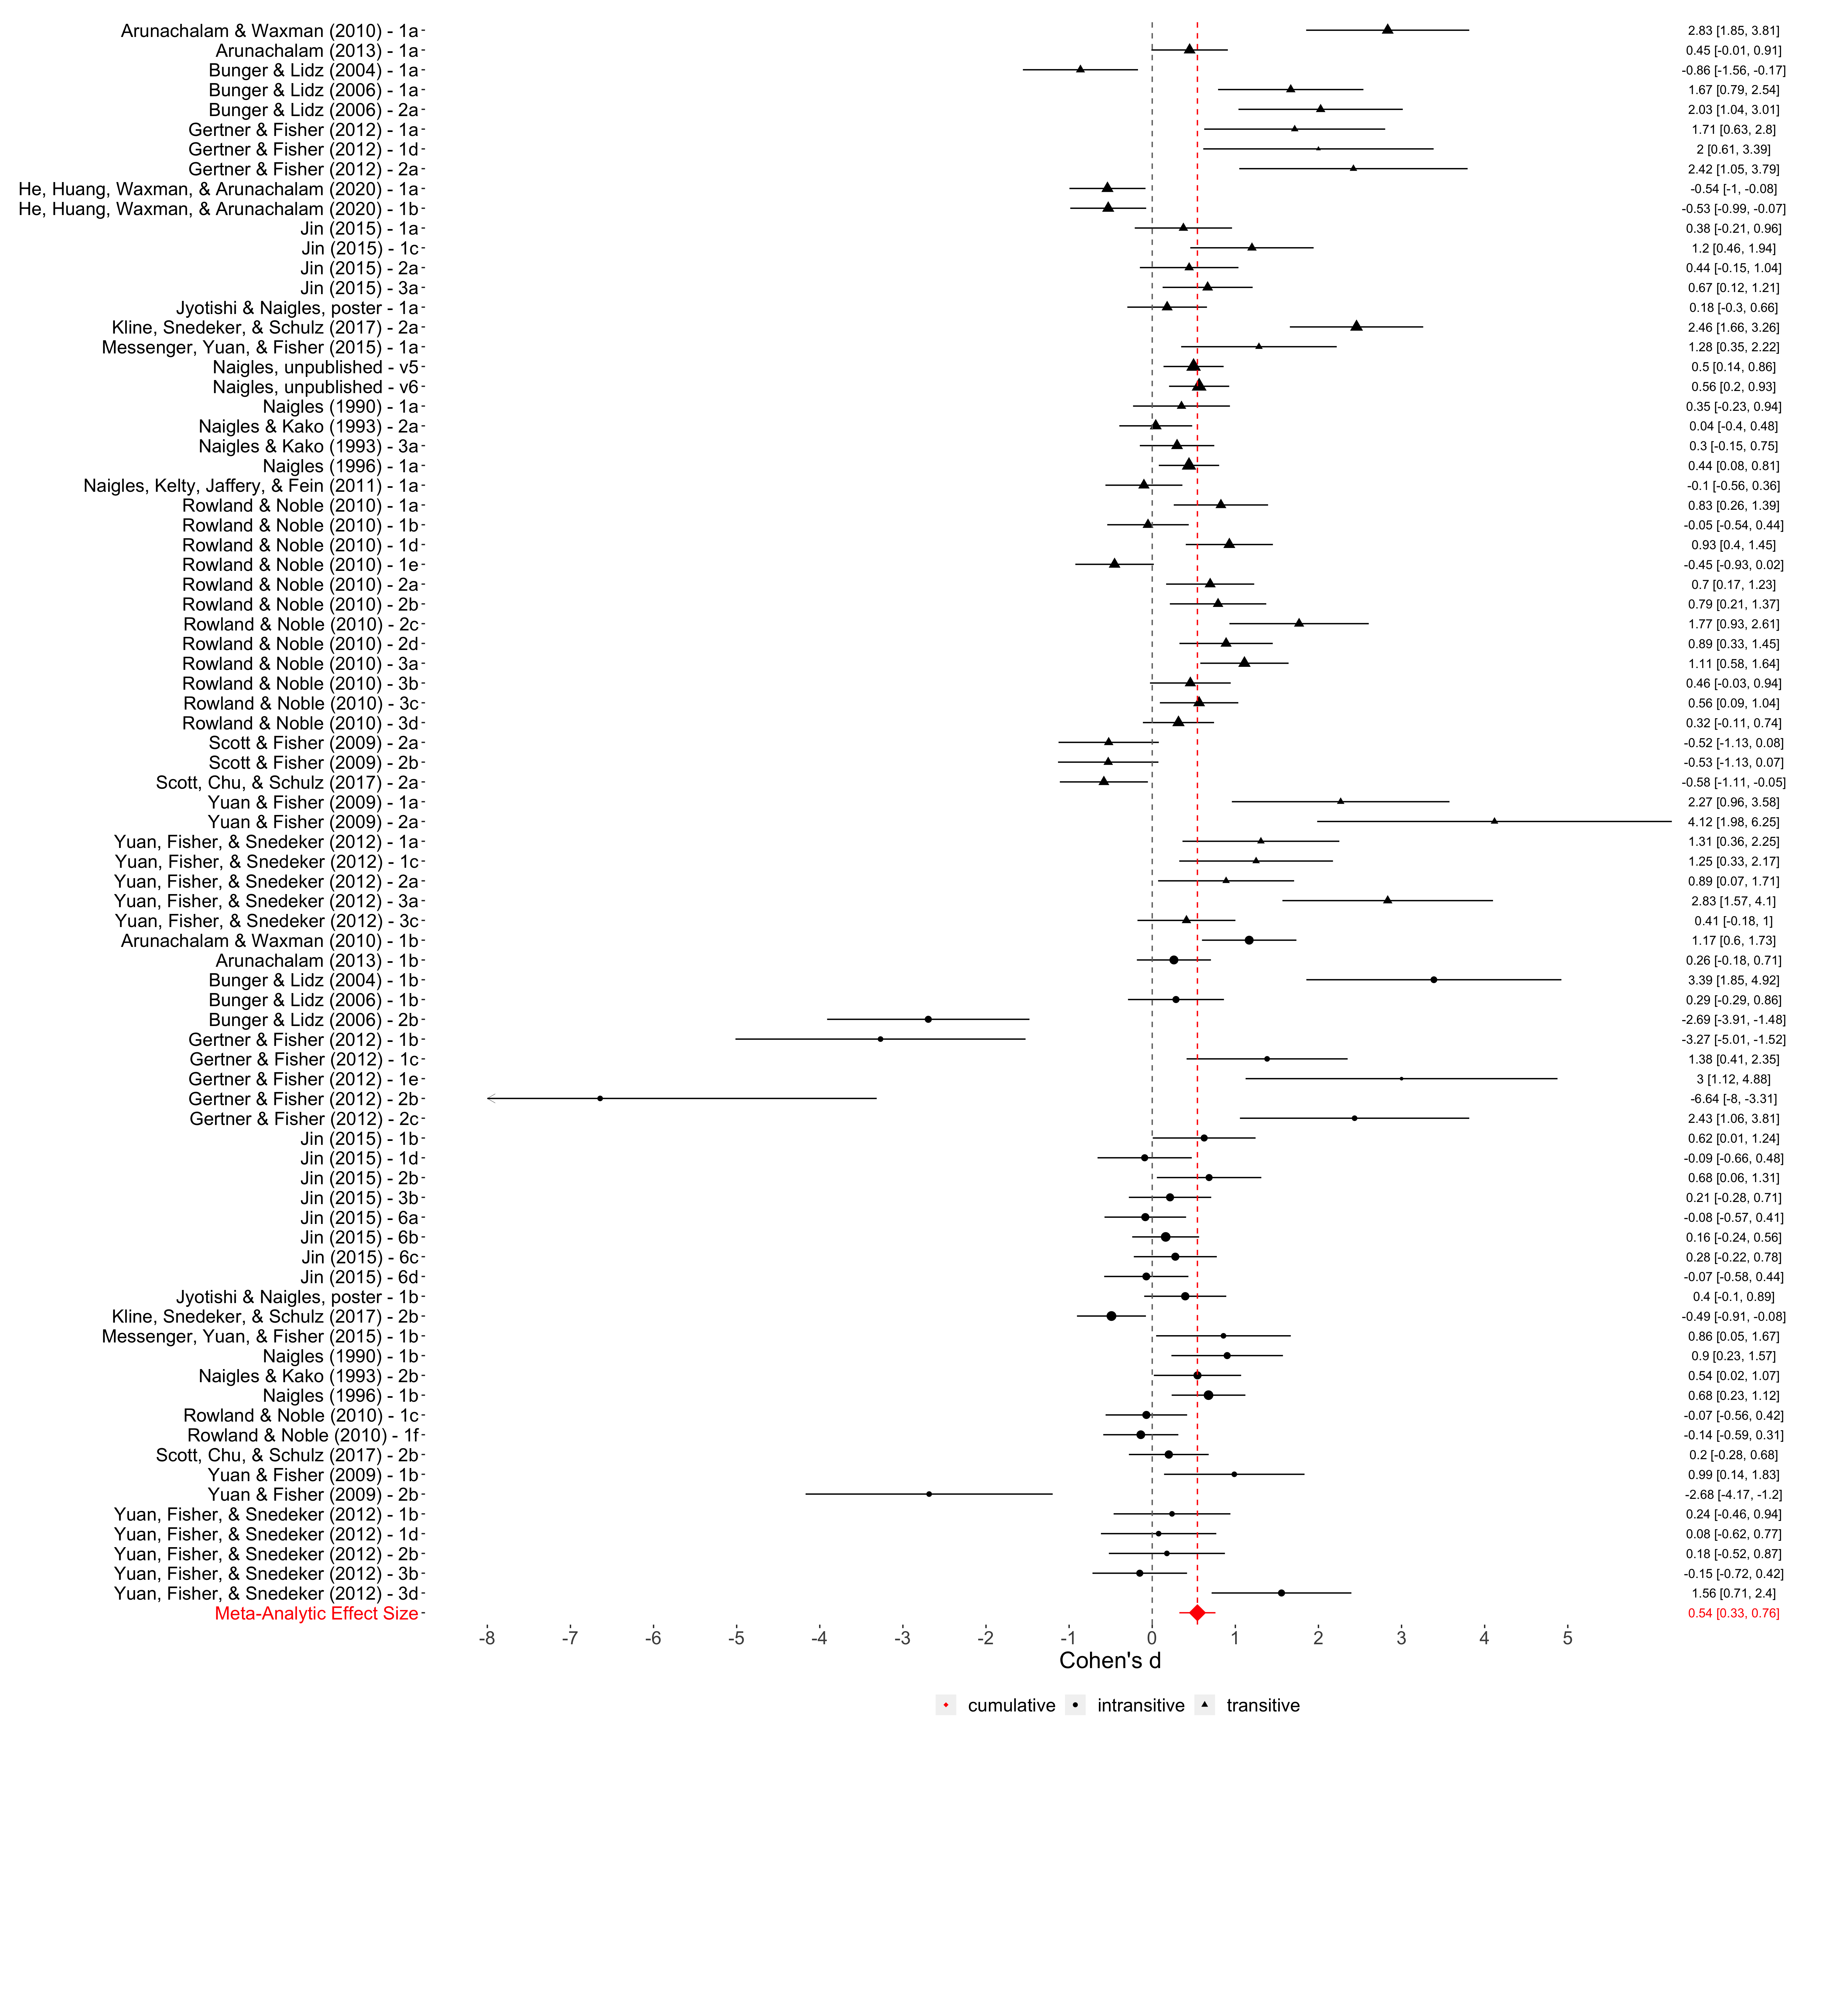 Arunachalam & Waxman (2010) - 1a 2.83 [1.85, 3.81]
Arunachalam (2013) - 1a 0.45 [-0.01, 0.91]
Bunger & Lidz (2004) - 1a -0.86 [-1.56, -0.17]
Bunger & Lidz (2006) - 1a 1.67 [0.79, 2.54]
Bunger & Lidz (2006) - 2a 2.03 [1.04, 3.01]
Gertner & Fisher (2012) - 1a 1.71 [0.63, 2.8]
Gertner & Fisher (2012) - 1d 2 [0.61, 3.39]
Gertner & Fisher (2012) - 2a 2.42 [1.05, 3.79]
He, Huang, Waxman, & Arunachalam (2020) - 1a -0.54 [-1, -0.08]
He, Huang, Waxman, & Arunachalam (2020) - 1b -0.53 [-0.99, -0.07]
Jin (2015) - 1a 0.38 [-0.21, 0.96]
Jin (2015) - 1c 1.2 [0.46, 1.94]
Jin (2015) - 2a 0.44 [-0.15, 1.04]
Jin (2015) - 3a 0.67 [0.12, 1.21]
Jyotishi & Naigles, poster - 1a 0.18 [-0.3, 0.66]
Kline, Snedeker, & Schulz (2017) - 2a 2.46 [1.66, 3.26]
Messenger, Yuan, & Fisher (2015) - 1a 1.28 [0.35, 2.22]
Naigles, unpublished - v5 0.5 [0.14, 0.86]
Naigles, unpublished - v6 0.56 [0.2, 0.93]
Naigles (1990) - 1a 0.35 [-0.23, 0.94]
Naigles & Kako (1993) - 2a 0.04 [-0.4, 0.48]
Naigles & Kako (1993) - 3a 0.3 [-0.15, 0.75]
Naigles (1996) - 1a 0.44 [0.08, 0.81]
Naigles, Kelty, Jaffery, & Fein (2011) - 1a -0.1 [-0.56, 0.36]
Rowland & Noble (2010) - 1a 0.83 [0.26, 1.39]
Rowland & Noble (2010) - 1b -0.05 [-0.54, 0.44]
Rowland & Noble (2010) - 1d 0.93 [0.4, 1.45]
Rowland & Noble (2010) - 1e -0.45 [-0.93, 0.02]
Rowland & Noble (2010) - 2a 0.7 [0.17, 1.23]
Rowland & Noble (2010) - 2b 0.79 [0.21, 1.37]
Rowland & Noble (2010) - 2c 1.77 [0.93, 2.61]
Rowland & Noble (2010) - 2d 0.89 [0.33, 1.45]
Rowland & Noble (2010) - 3a 1.11 [0.58, 1.64]
Rowland & Noble (2010) - 3b 0.46 [-0.03, 0.94]
Rowland & Noble (2010) - 3c 0.56 [0.09, 1.04]
Rowland & Noble (2010) - 3d 0.32 [-0.11, 0.74]
Scott & Fisher (2009) - 2a -0.52 [-1.13, 0.08]
Scott & Fisher (2009) - 2b -0.53 [-1.13, 0.07]
Scott, Chu, & Schulz (2017) - 2a -0.58 [-1.11, -0.05]
Yuan & Fisher (2009) - 1a 2.27 [0.96, 3.58]
Yuan & Fisher (2009) - 2a 4.12 [1.98, 6.25]
Yuan, Fisher, & Snedeker (2012) - 1a 1.31 [0.36, 2.25]
Yuan, Fisher, & Snedeker (2012) - 1c 1.25 [0.33, 2.17]
Yuan, Fisher, & Snedeker (2012) - 2a 0.89 [0.07, 1.71]
Yuan, Fisher, & Snedeker (2012) - 3a 2.83 [1.57, 4.1]
Yuan, Fisher, & Snedeker (2012) - 3c 0.41 [-0.18, 1]
Arunachalam & Waxman (2010) - 1b 1.17 [0.6, 1.73]
Arunachalam (2013) - 1b 0.26 [-0.18, 0.71]
Bunger & Lidz (2004) - 1b 3.39 [1.85, 4.92]
Bunger & Lidz (2006) - 1b 0.29 [-0.29, 0.86]
Bunger & Lidz (2006) - 2b -2.69 [-3.91, -1.48]
Gertner & Fisher (2012) - 1b -3.27 [-5.01, -1.52]
Gertner & Fisher (2012) - 1c 1.38 [0.41, 2.35]
Gertner & Fisher (2012) - 1e 3 [1.12, 4.88]
Gertner & Fisher (2012) - 2b -6.64 [-8, -3.31]
Gertner & Fisher (2012) - 2c 2.43 [1.06, 3.81]
Jin (2015) - 1b 0.62 [0.01, 1.24]
Jin (2015) - 1d -0.09 [-0.66, 0.48]
Jin (2015) - 2b 0.68 [0.06, 1.31]
Jin (2015) - 3b 0.21 [-0.28, 0.71]
Jin (2015) - 6a -0.08 [-0.57, 0.41]
Jin (2015) - 6b 0.16 [-0.24, 0.56]
Jin (2015) - 6c 0.28 [-0.22, 0.78]
Jin (2015) - 6d -0.07 [-0.58, 0.44]
Jyotishi & Naigles, poster - 1b 0.4 [-0.1, 0.89]
Kline, Snedeker, & Schulz (2017) - 2b -0.49 [-0.91, -0.08]
Messenger, Yuan, & Fisher (2015) - 1b 0.86 [0.05, 1.67]
Naigles (1990) - 1b 0.9 [0.23, 1.57]
Naigles & Kako (1993) - 2b 0.54 [0.02, 1.07]
Naigles (1996) - 1b 0.68 [0.23, 1.12]
Rowland & Noble (2010) - 1c -0.07 [-0.56, 0.42]
Rowland & Noble (2010) - 1f -0.14 [-0.59, 0.31]
Scott, Chu, & Schulz (2017) - 2b 0.2 [-0.28, 0.68]
Yuan & Fisher (2009) - 1b 0.99 [0.14, 1.83]
Yuan & Fisher (2009) - 2b -2.68 [-4.17, -1.2]
Yuan, Fisher, & Snedeker (2012) - 1b 0.24 [-0.46, 0.94]
Yuan, Fisher, & Snedeker (2012) - 1d 0.08 [-0.62, 0.77]
Yuan, Fisher, & Snedeker (2012) - 2b 0.18 [-0.52, 0.87]
Yuan, Fisher, & Snedeker (2012) - 3b -0.15 [-0.72, 0.42]
Yuan, Fisher, & Snedeker (2012) - 3d 1.56 [0.71, 2.4]
Meta-Analytic Effect Size 0.54 [0.33, 0.76]
-8 -7 -6 -5 -4 -3 -2 -1 0 1 2 3 4 5
Cohen's d
cumulative intransitive transitive